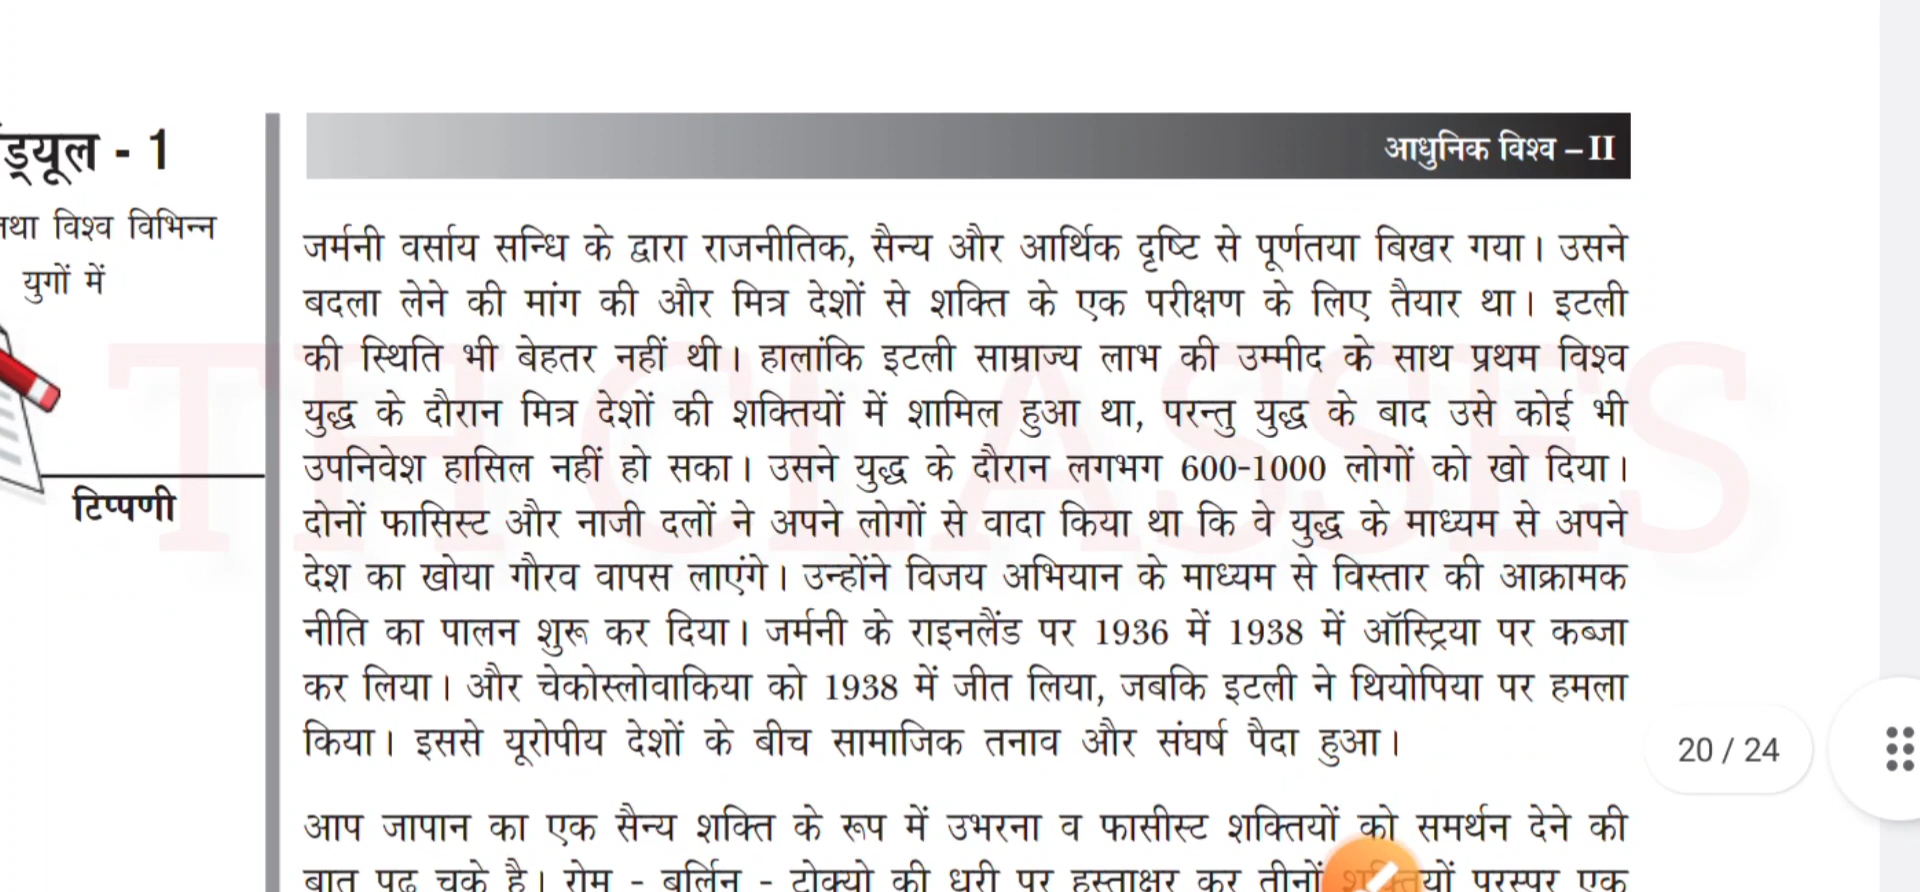 आधुनिक विश्व – II
ड्यूल - 1
तथा विश्व विभिन्न
युगों में
टिप्पणी
जर्मनी वर्साय सन्धि के द्वारा राजनीतिक, सैन्य और आर्थिक दृष्टि से पूर्णतया बिखर गया। उसने
बदला लेने की मांग की और मित्र देशों से शक्ति के एक परीक्षण के लिए तैयार था। इटली
की स्थिति भी बेहतर नहीं थी। हालांकि इटली साम्राज्य लाभ की उम्मीद के साथ प्रथम विश्व
युद्ध के दौरान मित्र देशों की शक्तियों में शामिल हुआ था, परन्तु युद्ध के बाद उसे कोई भी
उपनिवेश हासिल नहीं हो सका। उसने युद्ध के दौरान लगभग 600-1000 लोगों को खो दिया।
दोनों फासिस्ट और नाजी दलों ने अपने लोगों से वादा किया था कि वे युद्ध के माध्यम से अपने
देश का खोया गौरव वापस लाएंगे। उन्होंने विजय अभियान के माध्यम से विस्तार की आक्रामक
नीति का पालन शुरू कर दिया। जर्मनी के राइनलैंड पर 1936 में 1938 में ऑस्ट्रिया पर कब्जा
कर लिया। और चेकोस्लोवाकिया को 1938 में जीत लिया, जबकि इटली ने थियोपिया पर हमला
किया। इससे यूरोपीय देशों के बीच सामाजिक तनाव और संघर्ष पैदा हुआ।
आप जापान का एक सैन्य शक्ति के रूप में उभरना व फासीस्ट शक्तियों को समर्थन देने की
बात पढ़ चुके है। रोम - बर्लिन - टोक्यो की धुरी पर हस्ताक्षर कर तीनों परस्पर एक
TH CLASSES
20 / 24